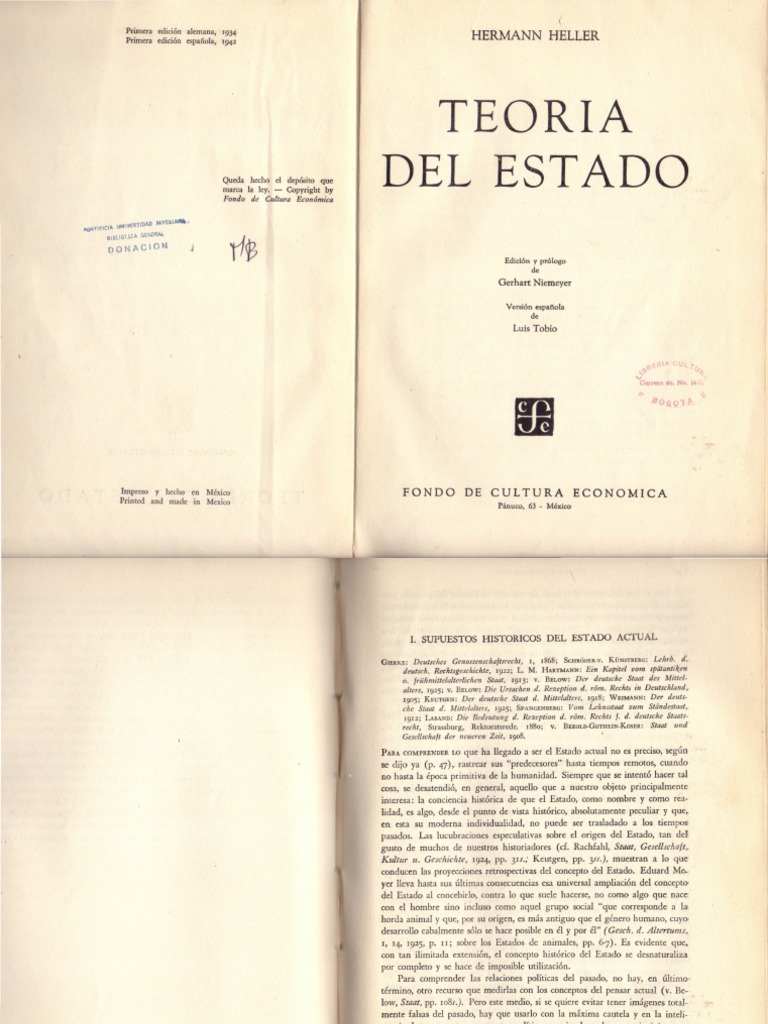 Primera edición alemana, 1934
Primera edición española, 1942
Queda hecho el depósito que
marca la ley. — Copyright by
Fondo de Cultura Económica
PONTIFICIA UNIVERSIDAD JAVERIANA
BIBLIOTECA GENERAL
DONACION
Impreso y hecho en México
Printed and made in Mexico
HERMANN HELLER
TEORIA
DEL ESTADO
Edición y prólogo
de
Gerhart Niemeyer
Versión española
de
Luis Tobío
LIBRERIA CULTURAL
Carrera 6a. No.
BOGOTA
cfe
FONDO DE CULTURA ECONOMICA
Pánuco, 63 - México
I. SUPUESTOS HISTORICOS DEL ESTADO ACTUAL
GIERKE: Deutsches Genossenschaftsrecht, I, 1868; SCHRÖDER-V. KÜNSSBERG: Lehrb. d.
deutsch. Rechtsgeschichte, 1922; L. M. HARTMANN: Ein Kapitel vom spätantiken
o. frühmittelalterlichen Staat, 1913; v. BELOW: Der deutsche Staat des Mittel-
alters, 1925; v. BELOW: Die Ursachen d. Rezeption d. röm. Rechts in Deutschland,
1905; KEUTGEN: Der deutsche Staat d. Mittelalters, 1918; WEIMANN: Der deuts-
che Staat d. Mittelalters, 1925; SPANGENBERG: Vom Lehnsstaat zum Ständestaat,
1912; LABAND: Die Bedeutung d. Rezeption d. röm. Rechts f. d. deutsche Staats-
recht, Strassburg, Rektoratsrede. 1880; v. BEZOLD-GOTHEIN-KOSER: Staat und
Gesellschaft der neueren Zeit, 1908.
PARA COMPRENDER LO que ha llegado a ser el Estado actual no es preciso, según
se dijo ya (p. 47), rastrear sus "predecesores" hasta tiempos remotos, cuando
no hasta la época primitiva de la humanidad. Siempre que se intentó hacer tal
cosa, se desatendió, en general, aquello que a nuestro objeto principalmente
interesa: la conciencia histórica de que el Estado, como nombre y como rea-
lidad, es algo, desde el punto de vista histórico, absolutamente peculiar y que,
en esta su moderna individualidad, no puede ser trasladado a los tiempos
pasados. Las lucubraciones especulativas sobre el origen del Estado, tan del
gusto de muchos de nuestros historiadores (cf. Rachfahl, Staat, Gesellschaft,
Kultur u. Geschichte, 1924, pp. 31s.; Keutgen, pp. 3ss.), muestran a lo que
conducen las proyecciones retrospectivas del concepto del Estado. Eduard Me-
yer lleva hasta sus últimas consecuencias esa universal ampliación del concepto
del Estado al concebirlo, contra lo que suele hacerse, no como algo que nace
con el hombre sino incluso como aquel grupo social "que corresponde a la
horda animal y que, por su origen, es más antiguo que el género humano, cuyo
desarrollo cabalmente sólo se hace posible en él y por él" (Gesch. d. Altertums,
I, 14, 1925, p. 11; sobre los Estados de animales, pp. 6-7). Es evidente que,
con tan ilimitada extensión, el concepto histórico del Estado se desnaturaliza
por completo y se hace de imposible utilización.
Para comprender las relaciones políticas del pasado, no hay, en último
término, otro recurso que medirlas con los conceptos del pensar actual (v. Be-
low, Staat, pp. 108s.). Pero este medio, si se quiere evitar tener imágenes total-
mente falsas del pasado, hay que usarlo con la máxima cautela y en la inteli-